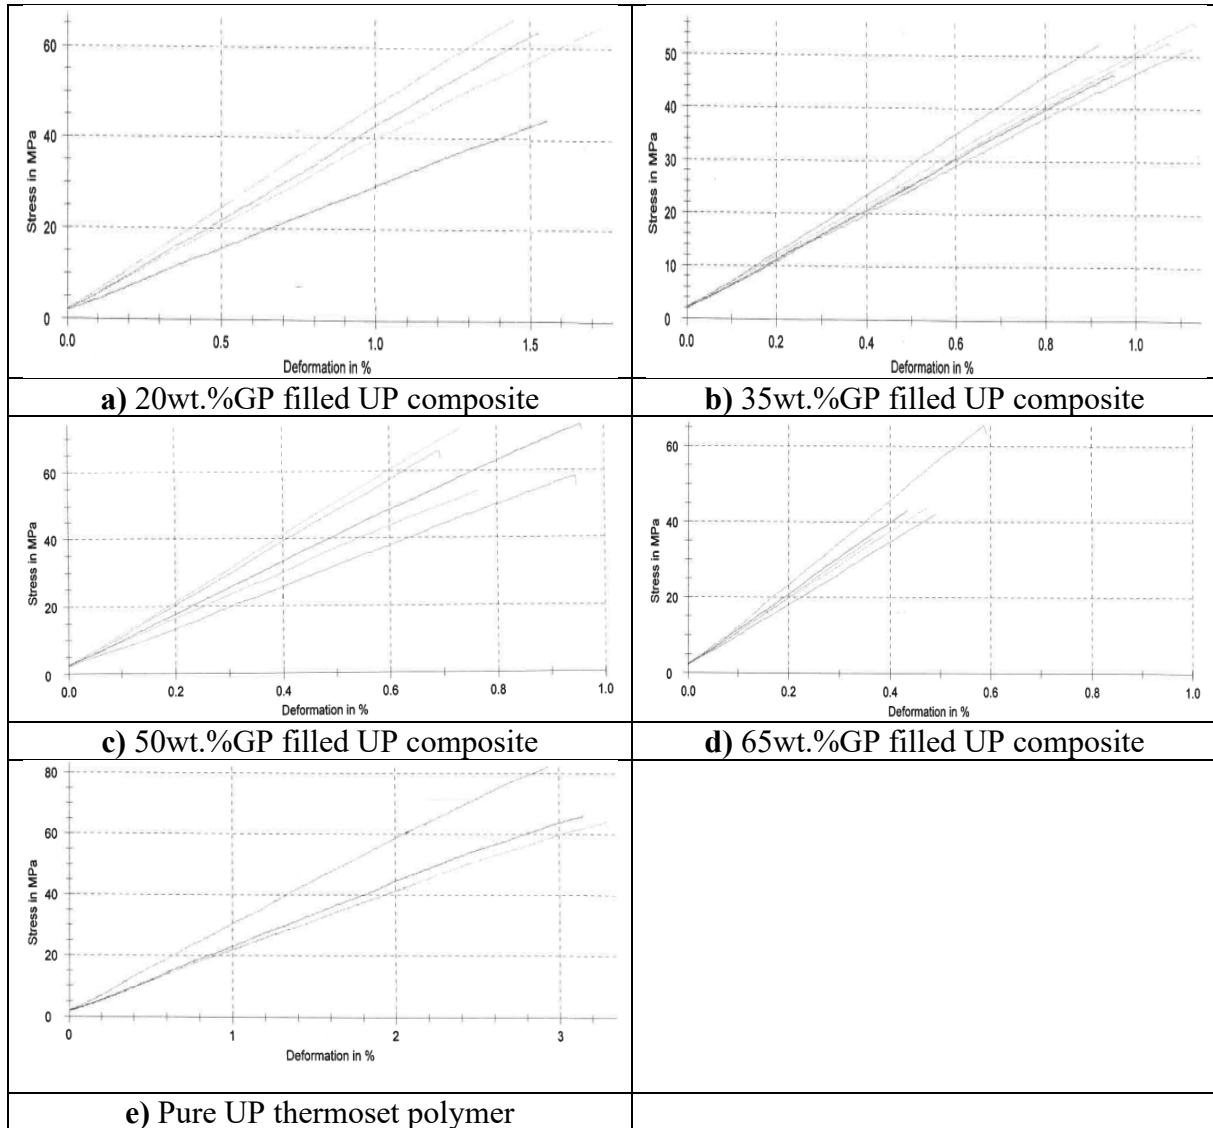 60
40
20
0
Stress in MPa
0.0 0.5 1.0 1.5
Deformation in %
50
40
30
20
10
0
Stress in MPa
0.0 0.2 0.4 0.6 0.8 1.0
Deformation in %
a) 20wt.%GP filled UP composite
b) 35wt.%GP filled UP composite
60
40
20
0
Stress in MPa
0.0 0.2 0.4 0.6 0.8 1.0
Deformation in %
60
40
20
0
Stress in MPa
0.0 0.2 0.4 0.6 0.8 1.0
Deformation in %
c) 50wt.%GP filled UP composite
d) 65wt.%GP filled UP composite
80
60
40
20
0
Stress in MPa
0 1 2 3
Deformation in %
e) Pure UP thermoset polymer